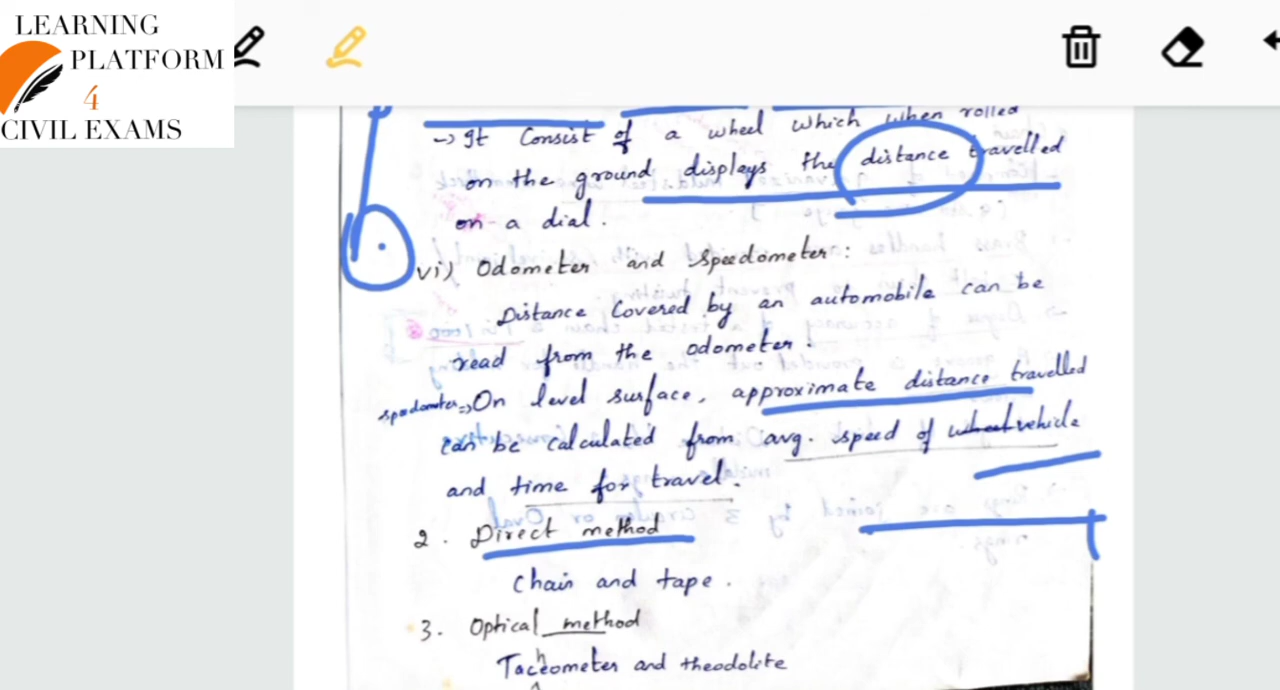 LEARNING
PLATFORM
4
CIVIL EXAMS
→ It Consist of a wheel which when rolled
on the ground displays the distance travelled
on a dial.
vi) Odometer and Speedometer:
Distance Covered by an automobile can be
read from the odometer.
speedometer⇒ On level surface, approximate distance travelled
can be calculated from avg. speed of wheel vehicle
and time for travel.
2. Direct method
Chain and tape.
3. Optical method
Tacheometer and theodolite